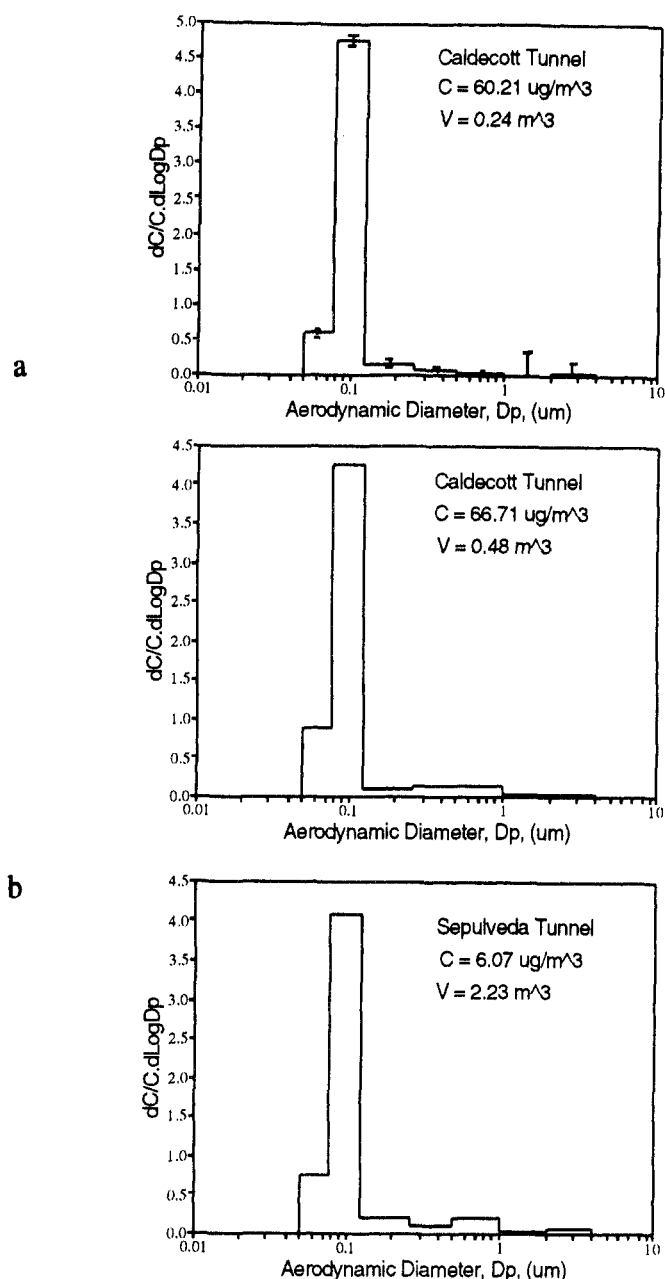 a
5.0
4.5
4.0
3.5
3.0
2.5
2.0
1.5
1.0
0.5
0.0
dC/C.dLogDp
Caldecott Tunnel
C = 60.21 ug/m^3
V = 0.24 m^3
0.01
0.1
1
10
Aerodynamic Diameter, Dp, (um)
4.5
4.0
3.5
3.0
2.5
2.0
1.5
1.0
0.5
0.0
dC/C.dLogDp
Caldecott Tunnel
C = 66.71 ug/m^3
V = 0.48 m^3
0.01
0.1
1
10
Aerodynamic Diameter, Dp, (um)
b
4.5
4.0
3.5
3.0
2.5
2.0
1.5
1.0
0.5
0.0
dC/C.dLogDp
Sepulveda Tunnel
C = 6.07 ug/m^3
V = 2.23 m^3
0.01
0.1
1
10
Aerodynamic Diameter, Dp, (um)